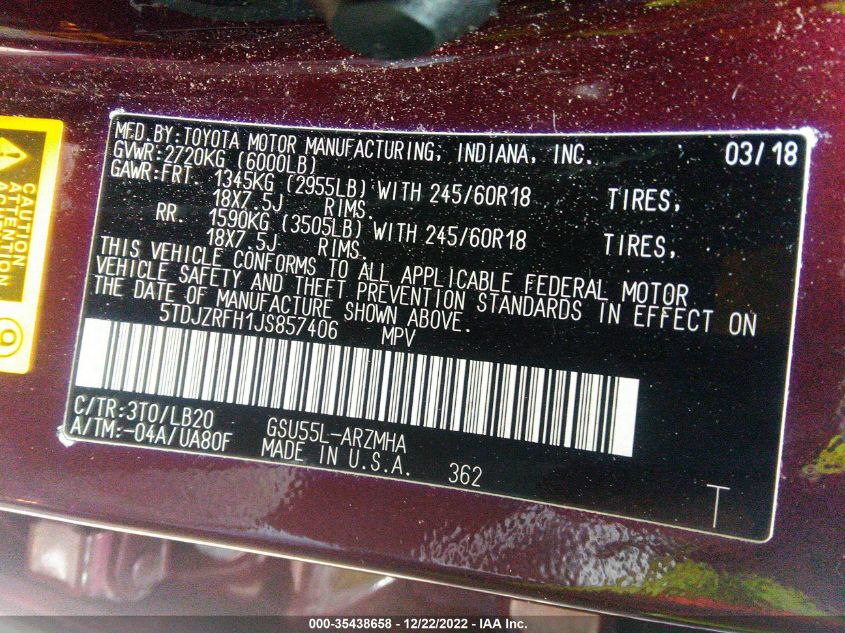 CAUTION
ATTENTION
MFD.BY:TOYOTA MOTOR MANUFACTURING, INDIANA, INC. 03/18
GVWR:2720KG (6000LB)
GAWR:FRT. 1345KG (2955LB) WITH 245/60R18 TIRES,
18X7.5J RIMS.
RR. 1590KG (3505LB) WITH 245/60R18 TIRES,
18X7.5J RIMS.
THIS VEHICLE CONFORMS TO ALL APPLICABLE FEDERAL MOTOR
VEHICLE SAFETY AND THEFT PREVENTION STANDARDS IN EFFECT ON
THE DATE OF MANUFACTURE SHOWN ABOVE.
5TDJZRFH1JS857406 MPV
C/TR:3T0/LB20 GSU55L-ARZMHA
A/TM:-04A/UA80F MADE IN U.S.A. 362
T
000-35438658 - 12/22/2022 - IAA Inc.